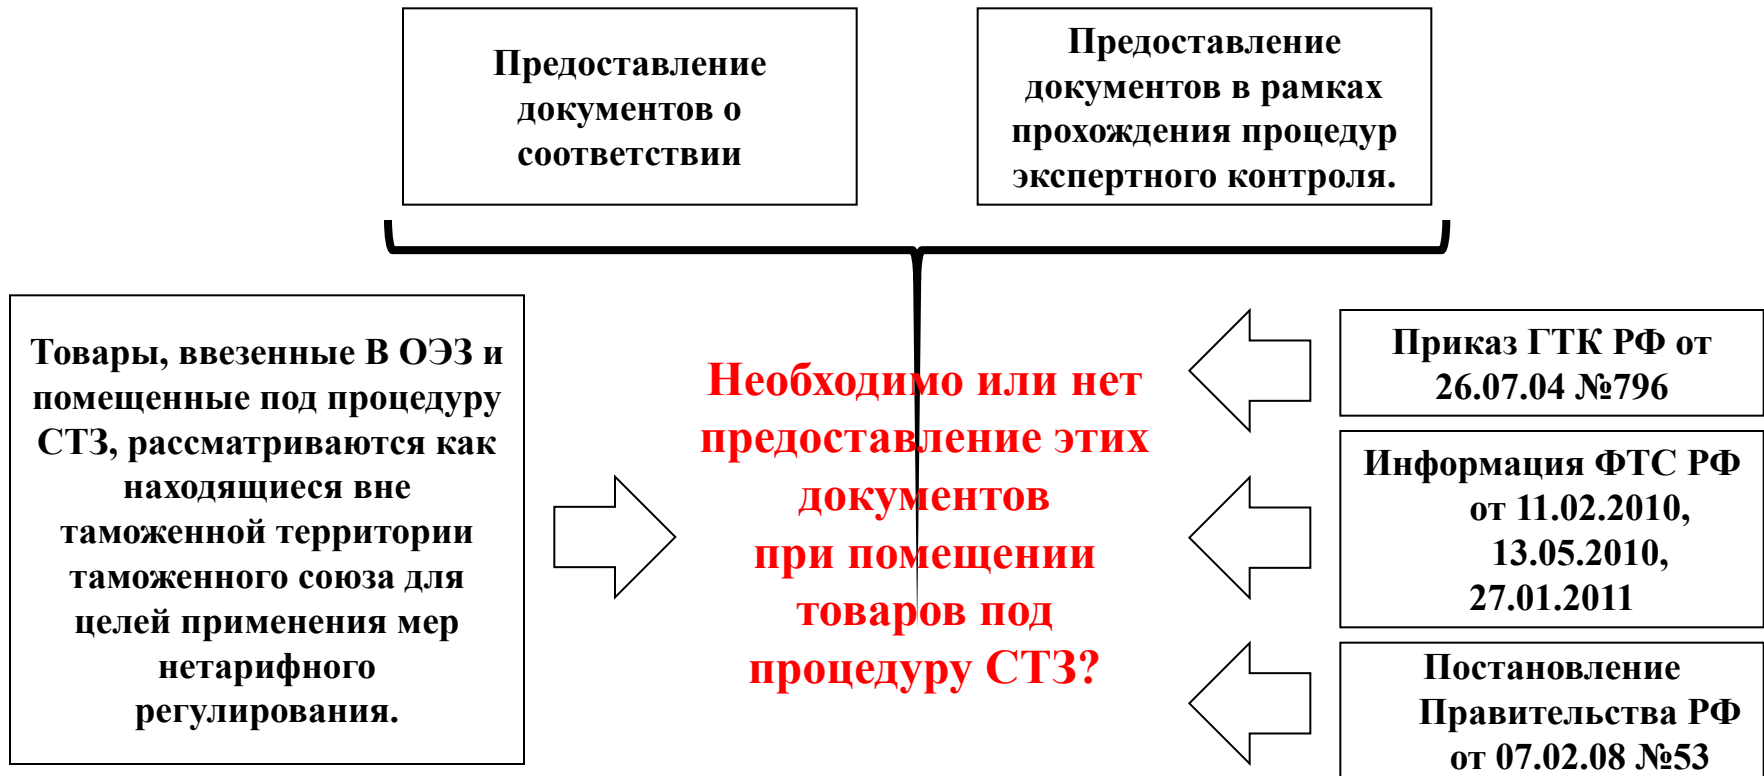 Предоставление
документов о
соответствии
Предоставление
документов в рамках
прохождения процедур
экспертного контроля.
Товары, ввезенные В ОЭЗ и
помещенные под процедуру
СТЗ, рассматриваются как
находящиеся вне
таможенной территории
таможенного союза для
целей применения мер
нетарифного
регулирования.
Необходимо или нет
предоставление этих
документов
при помещении
товаров под
процедуру СТЗ?
Приказ ГТК РФ от
26.07.04 №796
Информация ФТС РФ
от 11.02.2010,
13.05.2010,
27.01.2011
Постановление
Правительства РФ
от 07.02.08 №53